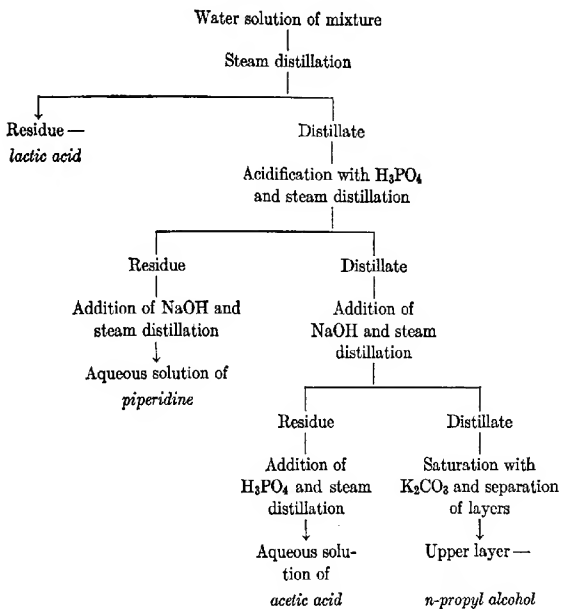 Water solution of mixture
Steam distillation
Residue —
lactic acid
Distillate
Acidification with H₃PO₄
and steam distillation
Residue
Addition of NaOH and
steam distillation
Aqueous solution of
piperidine
Distillate
Addition of
NaOH and steam
distillation
Residue
Addition of
H₃PO₄ and steam
distillation
Aqueous solu-
tion of
acetic acid
Distillate
Saturation with
K₂CO₃ and separation
of layers
Upper layer —
n-propyl alcohol